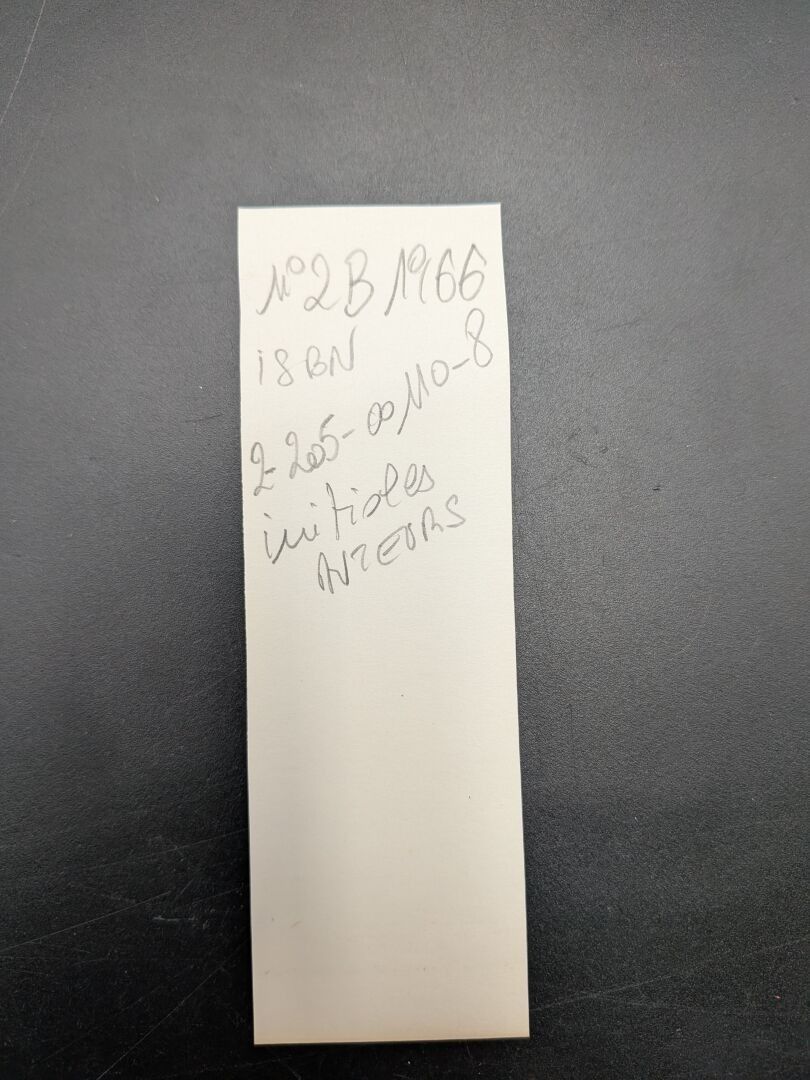 N°2B 1966
ISBN
2-205-00110-8
initiales
AUTEURS